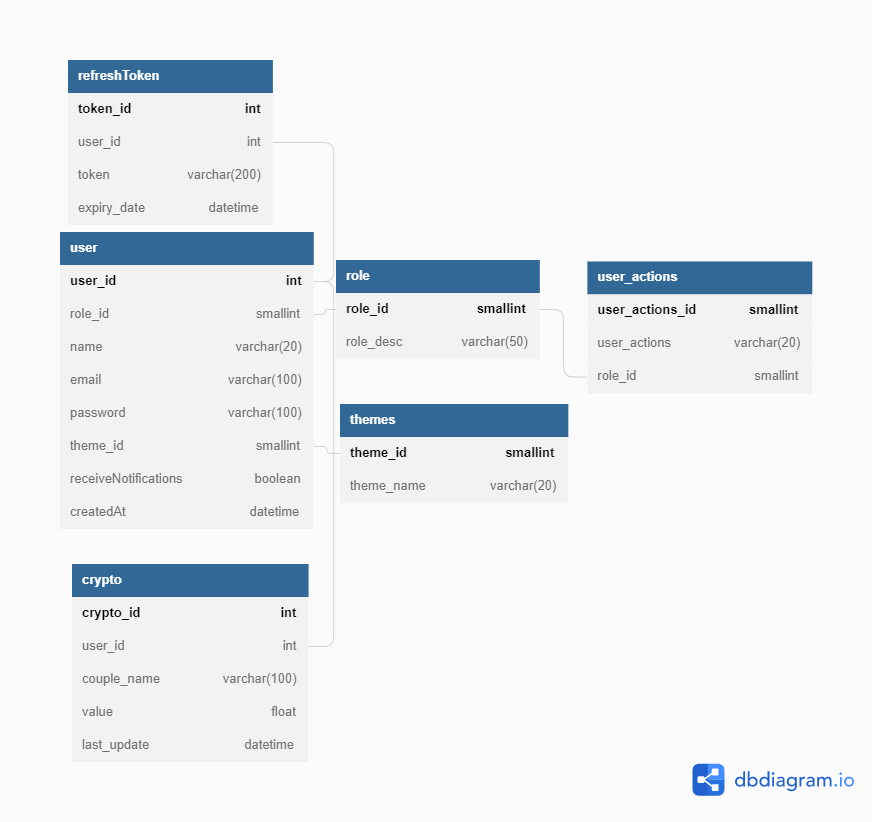 refreshToken
token_id int
user_id int
token varchar(200)
expiry_date datetime
user
user_id int
role_id smallint
name varchar(20)
email varchar(100)
password varchar(100)
theme_id smallint
receiveNotifications boolean
createdAt datetime
role
role_id smallint
role_desc varchar(50)
user_actions
user_actions_id smallint
user_actions varchar(20)
role_id smallint
themes
theme_id smallint
theme_name varchar(20)
crypto
crypto_id int
user_id int
couple_name varchar(100)
value float
last_update datetime
dbdiagram.io